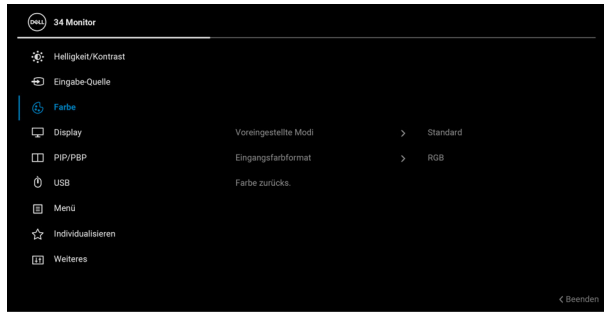 DELL 34 Monitor
Helligkeit/Kontrast
Eingabe-Quelle
Farbe
Display Voreingestellte Modi > Standard
PIP/PBP Eingangsfarbformat > RGB
USB Farbe zurücks.
Menü
Individualisieren
Weiteres
< Beenden